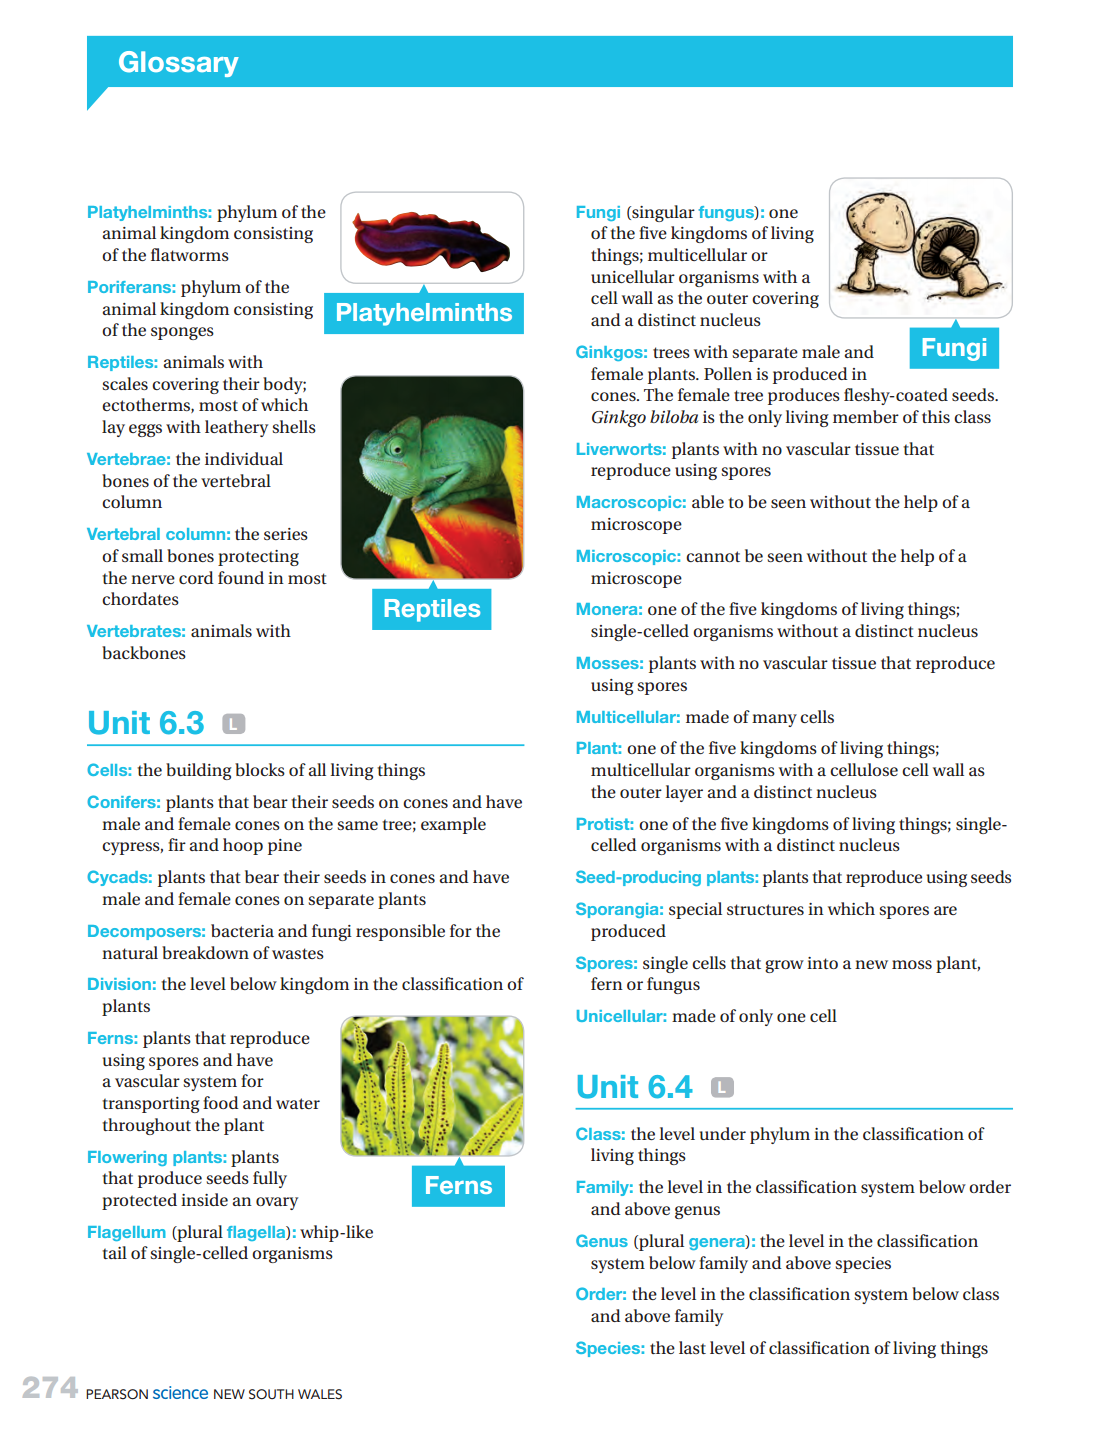 Glossary
Platyhelminths: phylum of the
animal kingdom consisting
of the flatworms
Poriferans: phylum of the
animal kingdom consisting
of the sponges
Reptiles: animals with
scales covering their body;
ectotherms, most of which
lay eggs with leathery shells
Vertebrae: the individual
bones of the vertebral
column
Vertebral column: the series
of small bones protecting
the nerve cord found in most
chordates
Vertebrates: animals with
backbones
Platyhelminths
Reptiles
Unit 6.3 L
Cells: the building blocks of all living things
Conifers: plants that bear their seeds on cones and have
male and female cones on the same tree; example
cypress, fir and hoop pine
Cycads: plants that bear their seeds in cones and have
male and female cones on separate plants
Decomposers: bacteria and fungi responsible for the
natural breakdown of wastes
Division: the level below kingdom in the classification of
plants
Ferns: plants that reproduce
using spores and have
a vascular system for
transporting food and water
throughout the plant
Flowering plants: plants
that produce seeds fully
protected inside an ovary
Flagellum (plural flagella): whip-like
tail of single-celled organisms
Ferns
Fungi (singular fungus): one
of the five kingdoms of living
things; multicellular or
unicellular organisms with a
cell wall as the outer covering
and a distinct nucleus
Fungi
Ginkgos: trees with separate male and
female plants. Pollen is produced in
cones. The female tree produces fleshy-coated seeds.
Ginkgo biloba is the only living member of this class
Liverworts: plants with no vascular tissue that
reproduce using spores
Macroscopic: able to be seen without the help of a
microscope
Microscopic: cannot be seen without the help of a
microscope
Monera: one of the five kingdoms of living things;
single-celled organisms without a distinct nucleus
Mosses: plants with no vascular tissue that reproduce
using spores
Multicellular: made of many cells
Plant: one of the five kingdoms of living things;
multicellular organisms with a cellulose cell wall as
the outer layer and a distinct nucleus
Protist: one of the five kingdoms of living things; single-
celled organisms with a distinct nucleus
Seed-producing plants: plants that reproduce using seeds
Sporangia: special structures in which spores are
produced
Spores: single cells that grow into a new moss plant,
fern or fungus
Unicellular: made of only one cell
Unit 6.4 L
Class: the level under phylum in the classification of
living things
Family: the level in the classification system below order
and above genus
Genus (plural genera): the level in the classification
system below family and above species
Order: the level in the classification system below class
and above family
Species: the last level of classification of living things
274 PEARSON science NEW SOUTH WALES